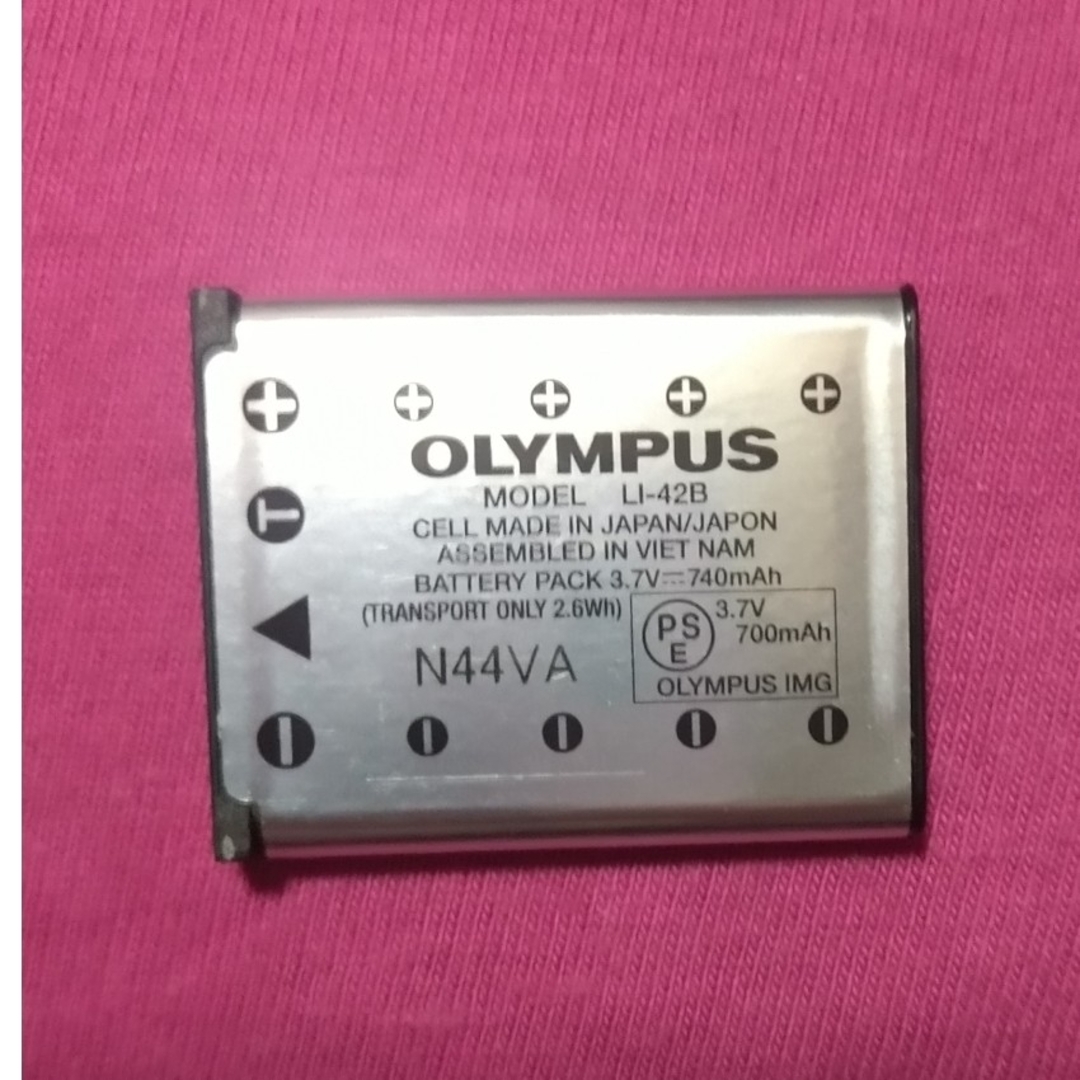 OLYMPUS
MODEL LI-42B
CELL MADE IN JAPAN/JAPON
ASSEMBLED IN VIET NAM
BATTERY PACK 3.7V⎓740mAh
(TRANSPORT ONLY 2.6Wh)
N44VA
PS
E
3.7V
700mAh
OLYMPUS IMG
T